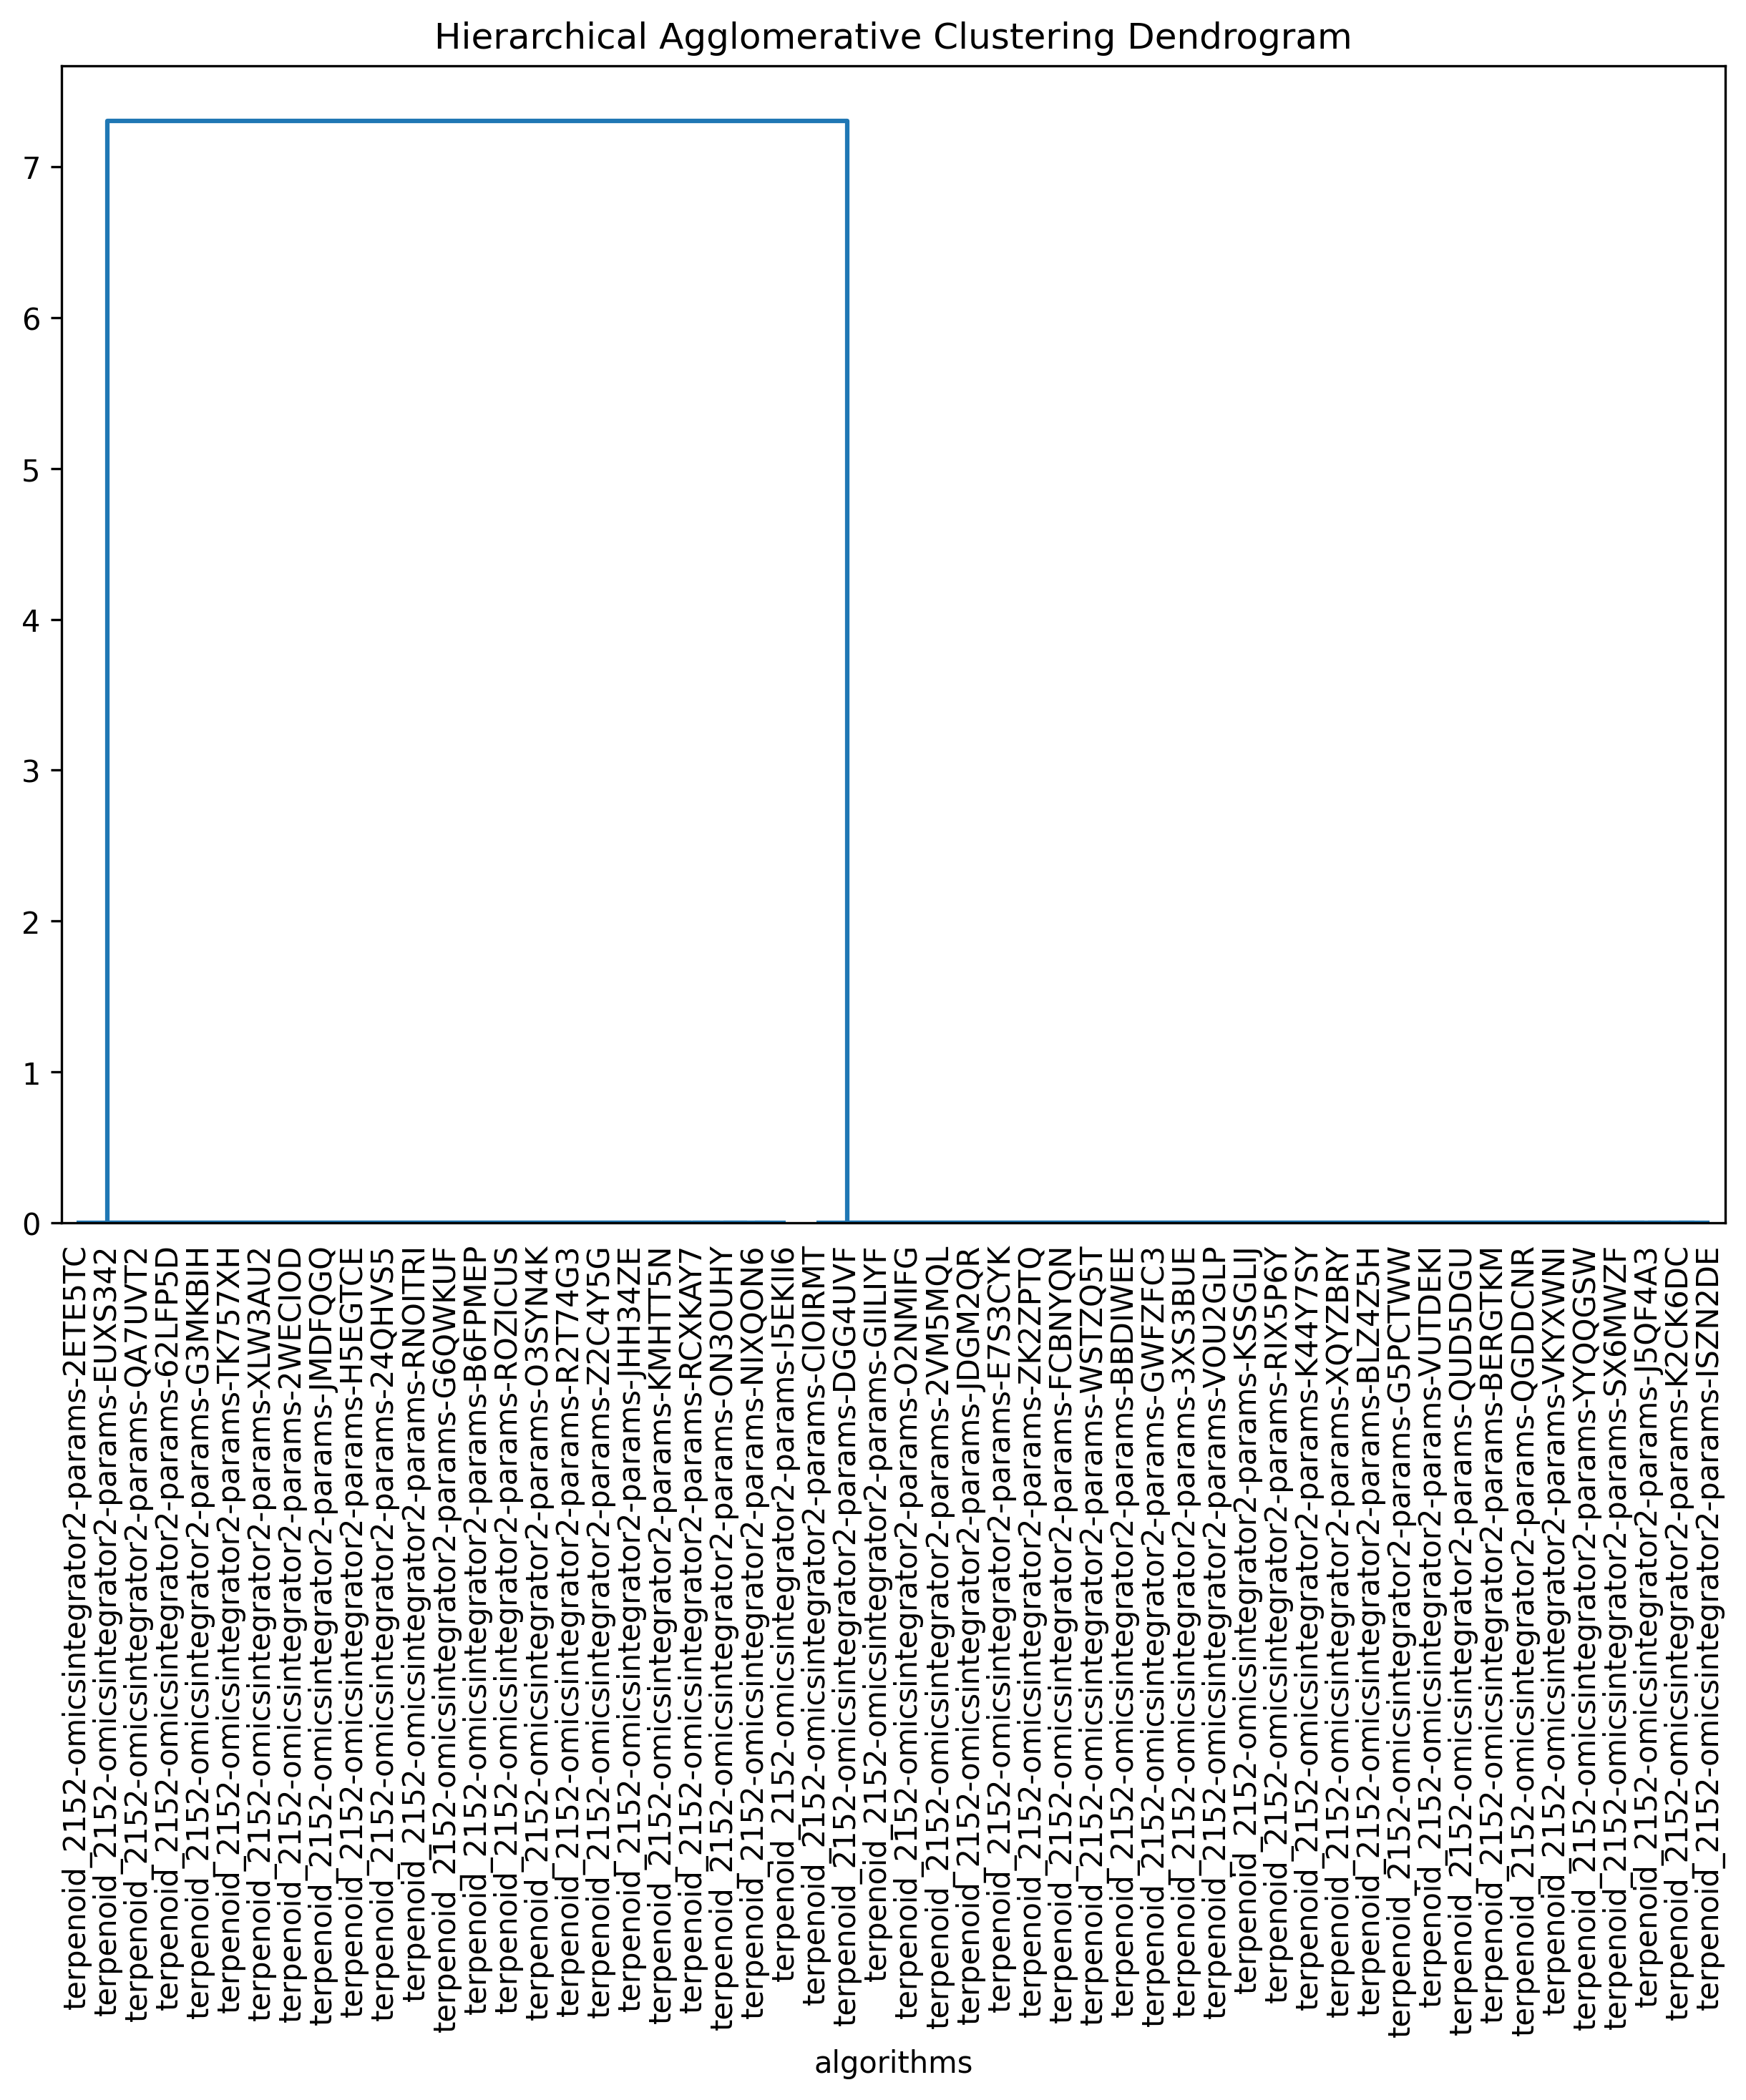 Hierarchical Agglomerative Clustering Dendrogram
7
6
5
4
3
2
1
0
terpenoid_2152-omicsintegrator2-params-2ETE5TC
terpenoid_2152-omicsintegrator2-params-EUXS342
terpenoid_2152-omicsintegrator2-params-QA7UVT2
terpenoid_2152-omicsintegrator2-params-62LFP5D
terpenoid_2152-omicsintegrator2-params-G3MKBIH
terpenoid_2152-omicsintegrator2-params-TK757XH
terpenoid_2152-omicsintegrator2-params-XLW3AU2
terpenoid_2152-omicsintegrator2-params-2WECIOD
terpenoid_2152-omicsintegrator2-params-JMDFQGQ
terpenoid_2152-omicsintegrator2-params-H5EGTCE
terpenoid_2152-omicsintegrator2-params-24QHVS5
terpenoid_2152-omicsintegrator2-params-RNOITRI
terpenoid_2152-omicsintegrator2-params-G6QWKUF
terpenoid_2152-omicsintegrator2-params-B6FPMEP
terpenoid_2152-omicsintegrator2-params-ROZICUS
terpenoid_2152-omicsintegrator2-params-O3SYN4K
terpenoid_2152-omicsintegrator2-params-R2T74G3
terpenoid_2152-omicsintegrator2-params-Z2C4Y5G
terpenoid_2152-omicsintegrator2-params-JHH34ZE
terpenoid_2152-omicsintegrator2-params-KMHTT5N
terpenoid_2152-omicsintegrator2-params-RCXKAY7
terpenoid_2152-omicsintegrator2-params-ON3OUHY
terpenoid_2152-omicsintegrator2-params-NIXQON6
terpenoid_2152-omicsintegrator2-params-I5EKII6
terpenoid_2152-omicsintegrator2-params-CIOIRMT
terpenoid_2152-omicsintegrator2-params-DGG4UVF
terpenoid_2152-omicsintegrator2-params-GIILIYF
terpenoid_2152-omicsintegrator2-params-O2NMIFG
terpenoid_2152-omicsintegrator2-params-2VM5MQL
terpenoid_2152-omicsintegrator2-params-JDGM2QR
terpenoid_2152-omicsintegrator2-params-E7S3CYK
terpenoid_2152-omicsintegrator2-params-ZK2ZPTQ
terpenoid_2152-omicsintegrator2-params-FCBNYQN
terpenoid_2152-omicsintegrator2-params-WSTZQ5T
terpenoid_2152-omicsintegrator2-params-BBDIWEE
terpenoid_2152-omicsintegrator2-params-GWFZFC3
terpenoid_2152-omicsintegrator2-params-3XS3BUE
terpenoid_2152-omicsintegrator2-params-VOU2GLP
terpenoid_2152-omicsintegrator2-params-KSSGLIJ
terpenoid_2152-omicsintegrator2-params-RIX5P6Y
terpenoid_2152-omicsintegrator2-params-K44Y7SY
terpenoid_2152-omicsintegrator2-params-XQYZBRY
terpenoid_2152-omicsintegrator2-params-BLZ4Z5H
terpenoid_2152-omicsintegrator2-params-G5PCTWW
terpenoid_2152-omicsintegrator2-params-VUTDEKI
terpenoid_2152-omicsintegrator2-params-QUD5DGU
terpenoid_2152-omicsintegrator2-params-BERGTKM
terpenoid_2152-omicsintegrator2-params-QGDDCNR
terpenoid_2152-omicsintegrator2-params-VKYXWNI
terpenoid_2152-omicsintegrator2-params-YYQQGSW
terpenoid_2152-omicsintegrator2-params-SX6MWZF
terpenoid_2152-omicsintegrator2-params-J5QF4A3
terpenoid_2152-omicsintegrator2-params-K2CK6DC
terpenoid_2152-omicsintegrator2-params-ISZN2DE
algorithms